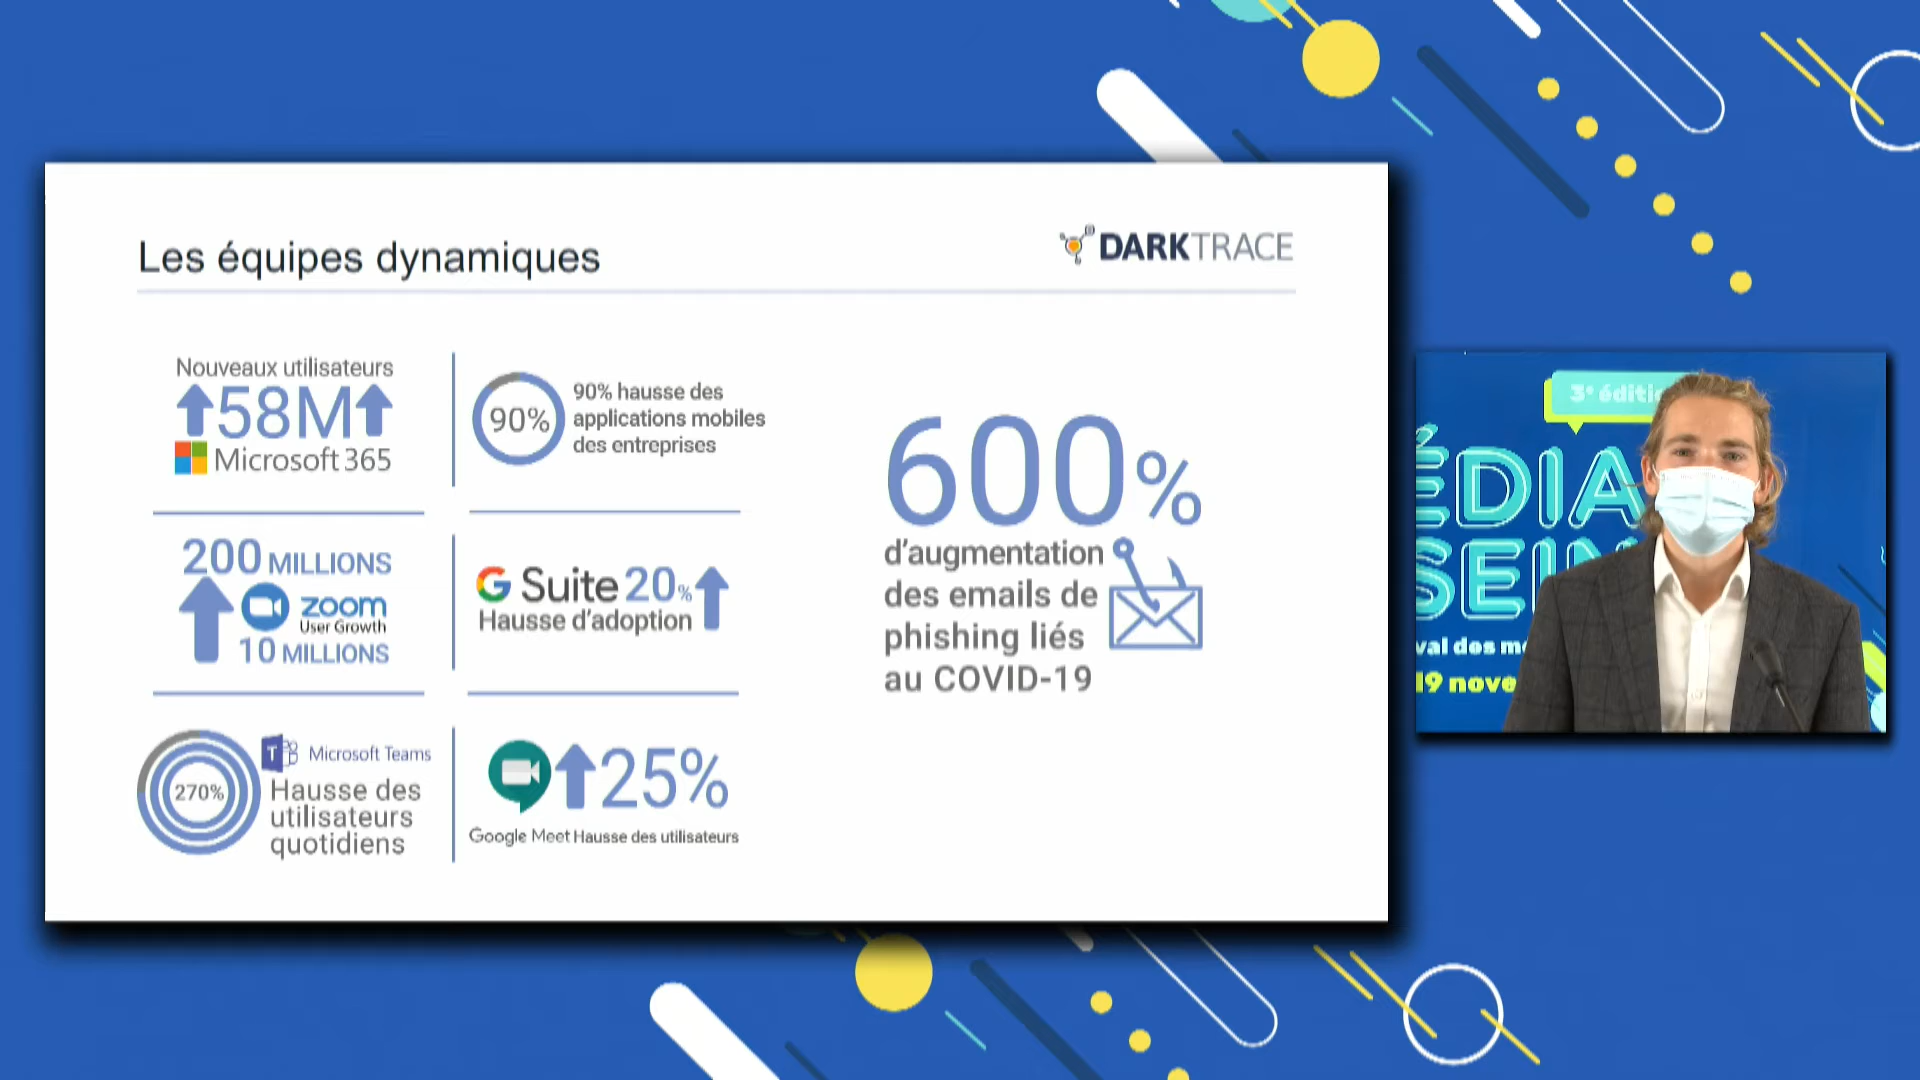 Les équipes dynamiques
DARKTRACE
Nouveaux utilisateurs
58M
Microsoft 365
90%
90% hausse des
applications mobiles
des entreprises
200 MILLIONS
zoom
User Growth
10 MILLIONS
G Suite 20%
Hausse d'adoption
270%
T
Microsoft Teams
Hausse des
utilisateurs
quotidiens
25%
Google Meet Hausse des utilisateurs
600%
d'augmentation
des emails de
phishing liés
au COVID-19
3e éditio
ÉDIA
SEIN
val des mé
19 nove